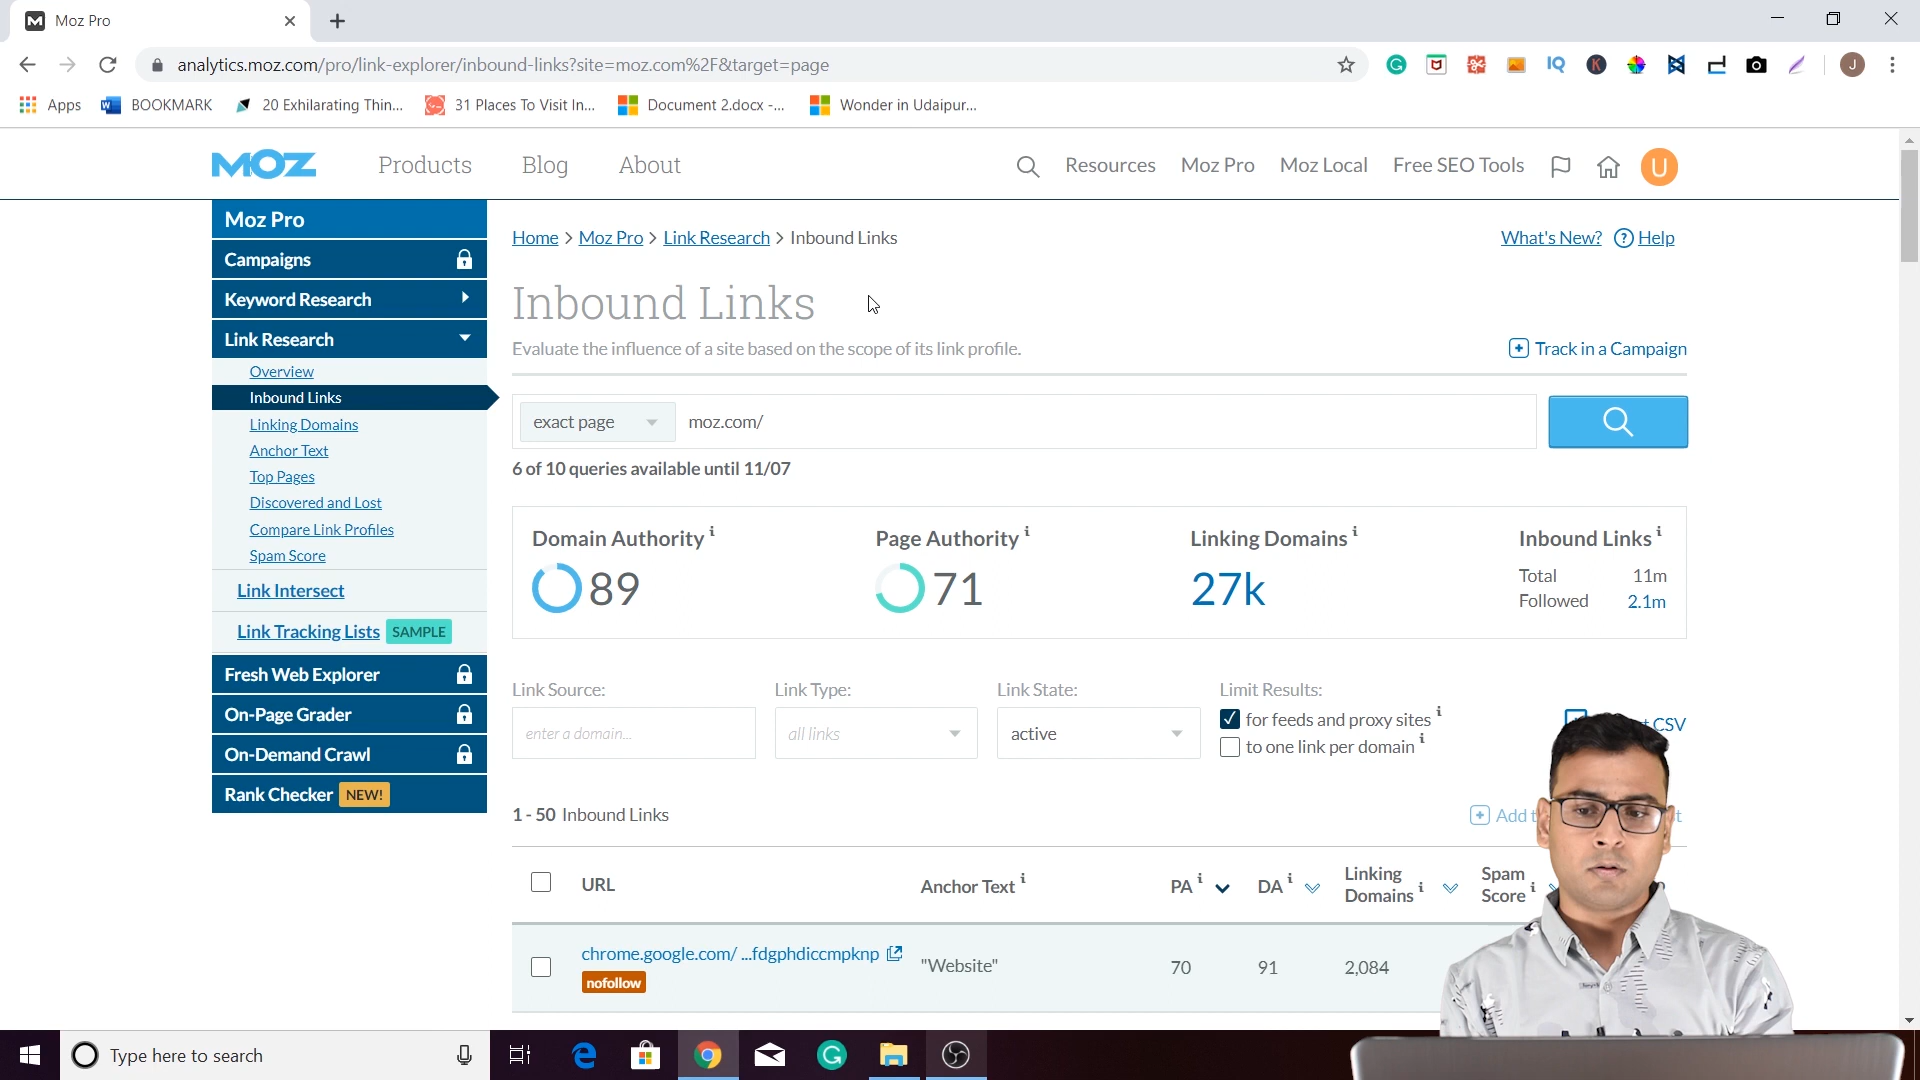 Moz Pro
analytics.moz.com/pro/link-explorer/inbound-links?site=moz.com%2F&target=page
Apps BOOKMARK 20 Exhilarating Thin... 31 Places To Visit In... Document 2.docx -... Wonder in Udaipur...
MOZ Products Blog About Resources Moz Pro Moz Local Free SEO Tools U
Moz Pro
Campaigns
Keyword Research
Link Research
Overview
Inbound Links
Linking Domains
Anchor Text
Top Pages
Discovered and Lost
Compare Link Profiles
Spam Score
Link Intersect
Link Tracking Lists SAMPLE
Fresh Web Explorer
On-Page Grader
On-Demand Crawl
Rank Checker NEW!
Home > Moz Pro > Link Research > Inbound Links What's New? Help
Inbound Links
Evaluate the influence of a site based on the scope of its link profile. Track in a Campaign
exact page moz.com/
6 of 10 queries available until 11/07
Domain Authority Page Authority Linking Domains Inbound Links
89 71 27k Total 11m
Followed 2.1m
Link Source: Link Type: Link State: Limit Results:
enter a domain... all links active for feeds and proxy sites CSV
to one link per domain
1 - 50 Inbound Links Add
URL Anchor Text PA DA Linking Domains Spam Score
chrome.google.com/ ...fdgphdiccmpknp "Website" 70 91 2,084
nofollow
Type here to search